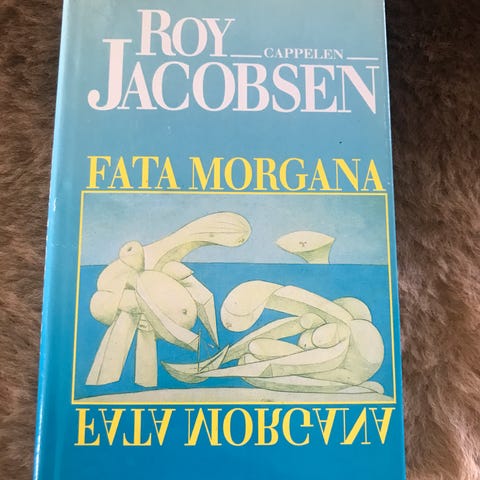 ROY
CAPPELEN
JACOBSEN
FATA MORGANA
FATA MORGANA